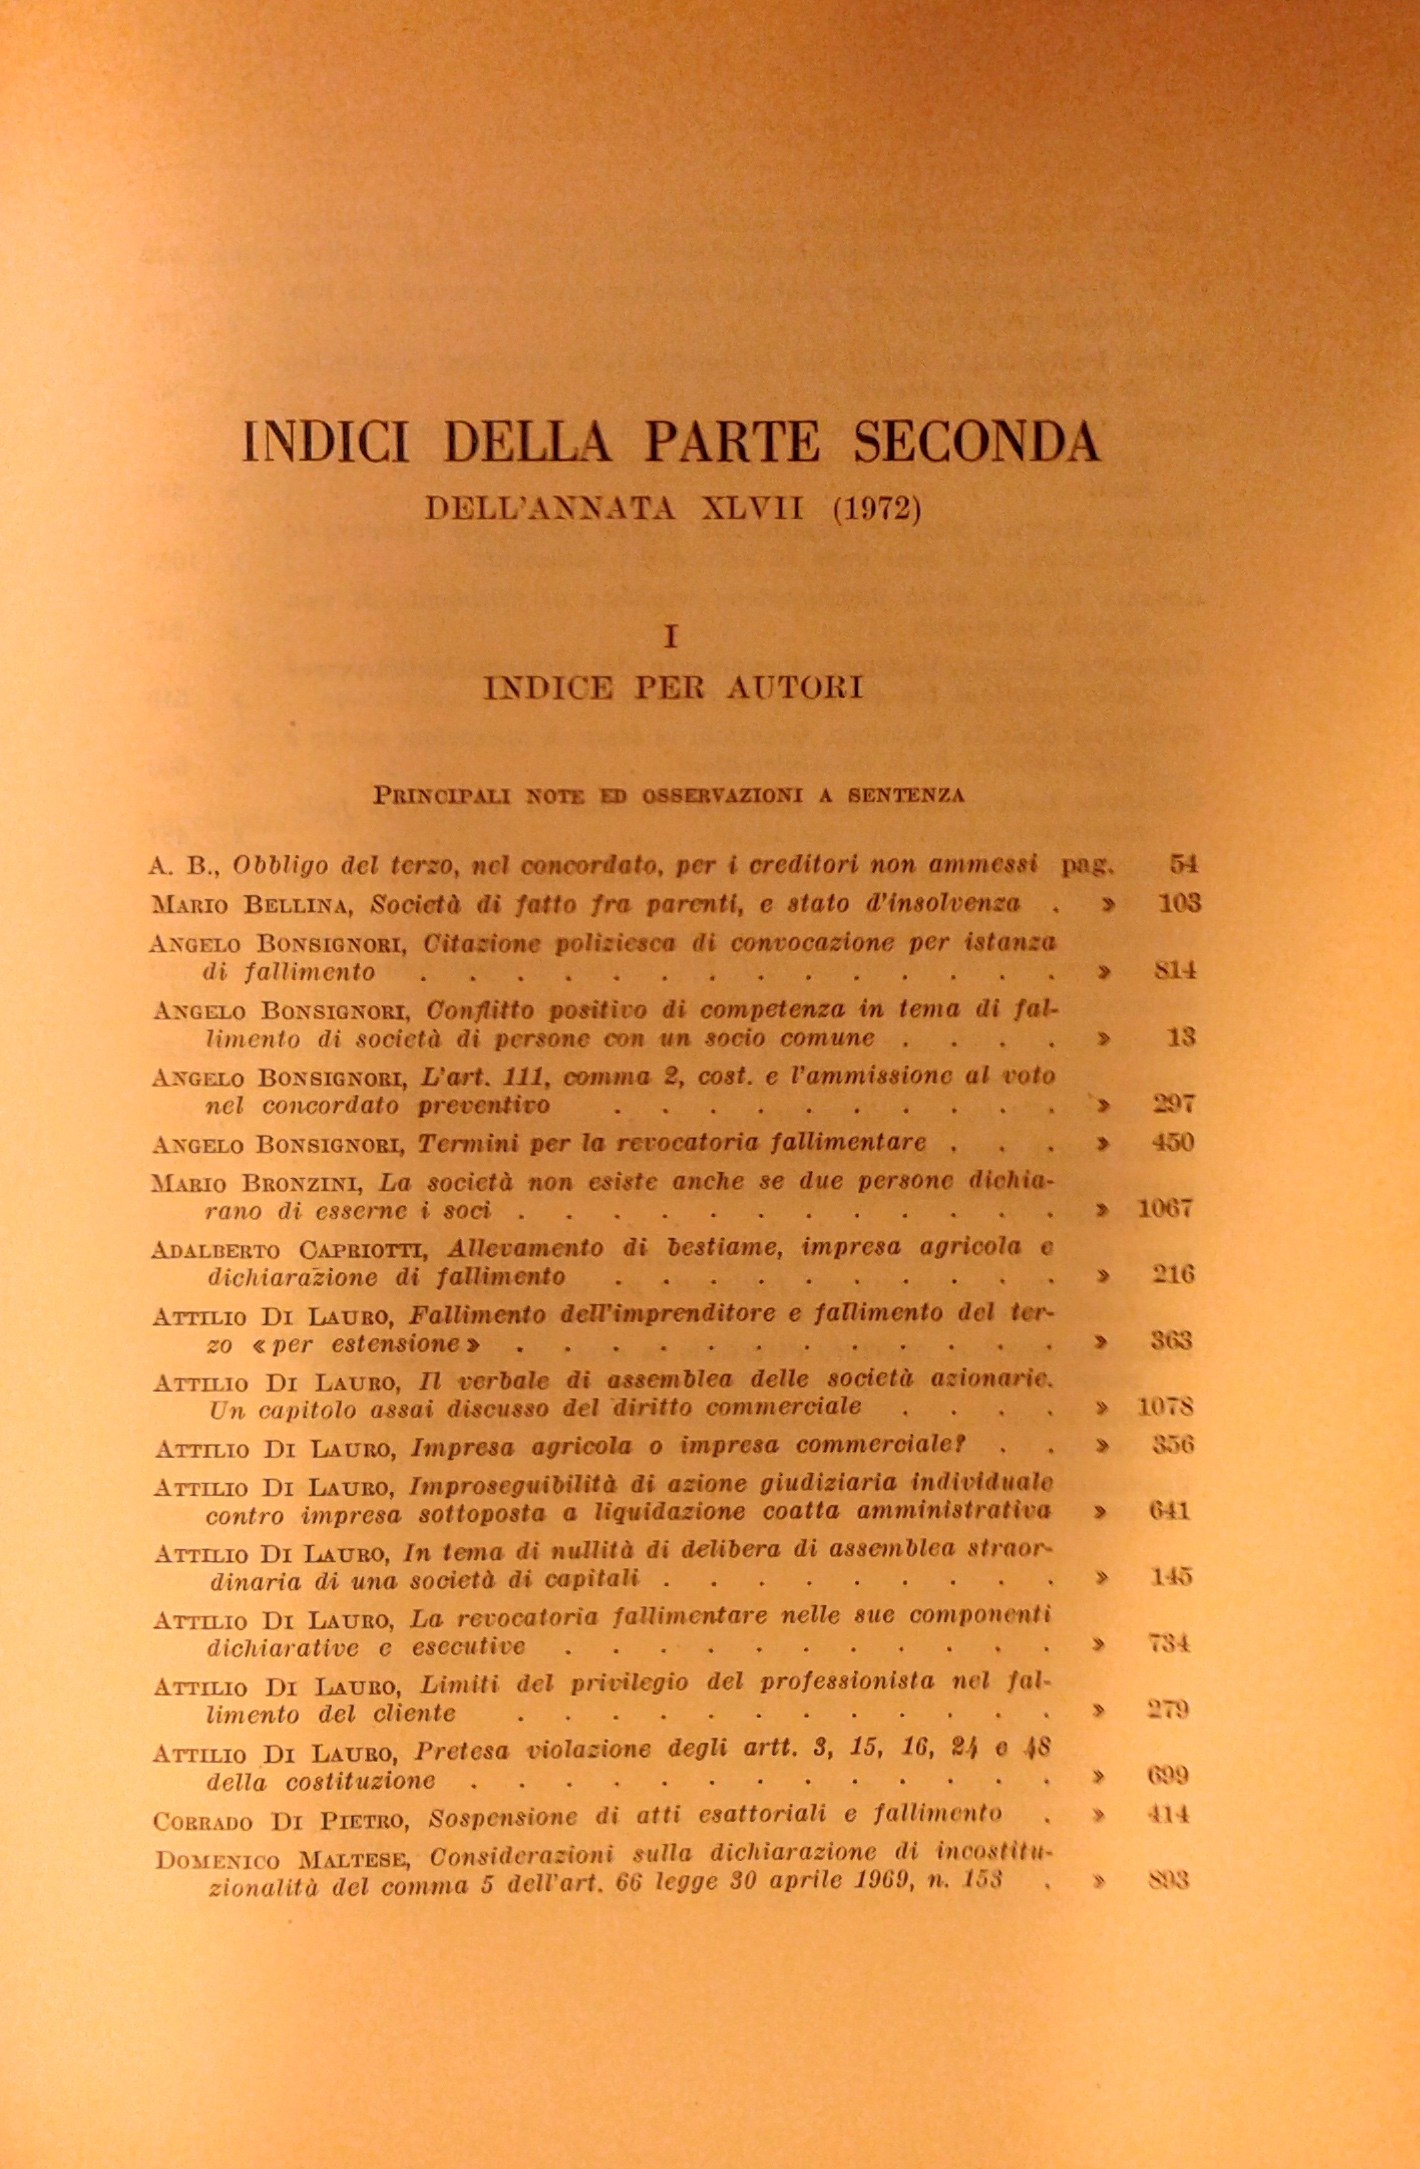 INDICI DELLA PARTE SECONDA
DELL'ANNATA XLVII (1972)
I
INDICE PER AUTORI
PRINCIPALI NOTE ED OSSERVAZIONI A SENTENZA
A. B., Obbligo del terzo, nel concordato, per i creditori non ammessi pag. 54
MARIO BELLINA, Società di fatto fra parenti, e stato d'insolvenza . » 103
ANGELO BONSIGNORI, Citazione poliziesca di convocazione per istanza
di fallimento . . . . . . . . . . . . . . » 814
ANGELO BONSIGNORI, Conflitto positivo di competenza in tema di fal-
limento di società di persone con un socio comune . . . . » 13
ANGELO BONSIGNORI, L'art. 111, comma 2, cost. e l'ammissione al voto
nel concordato preventivo . . . . . . . . . . » 297
ANGELO BONSIGNORI, Termini per la revocatoria fallimentare . . . » 450
MARIO BRONZINI, La società non esiste anche se due persone dichia-
rano di esserne i soci . . . . . . . . . . . . » 1067
ADALBERTO CAPRIOTTI, Allevamento di bestiame, impresa agricola e
dichiarazione di fallimento . . . . . . . . . . » 216
ATTILIO DI LAURO, Fallimento dell'imprenditore e fallimento del ter-
zo « per estensione » . . . . . . . . . . . . » 363
ATTILIO DI LAURO, Il verbale di assemblea delle società azionarie.
Un capitolo assai discusso del diritto commerciale . . . . » 1078
ATTILIO DI LAURO, Impresa agricola o impresa commerciale? . . » 356
ATTILIO DI LAURO, Improseguibilità di azione giudiziaria individuale
contro impresa sottoposta a liquidazione coatta amministrativa » 641
ATTILIO DI LAURO, In tema di nullità di delibera di assemblea straor-
dinaria di una società di capitali . . . . . . . . . » 145
ATTILIO DI LAURO, La revocatoria fallimentare nelle sue componenti
dichiarative e esecutive . . . . . . . . . . . » 734
ATTILIO DI LAURO, Limiti del privilegio del professionista nel fal-
limento del cliente . . . . . . . . . . . . » 279
ATTILIO DI LAURO, Pretesa violazione degli artt. 3, 15, 16, 24 e 48
della costituzione . . . . . . . . . . . . . » 699
CORRADO DI PIETRO, Sospensione di atti esattoriali e fallimento . » 414
DOMENICO MALTESE, Considerazioni sulla dichiarazione di incostitu-
zionalità del comma 5 dell'art. 66 legge 30 aprile 1969, n. 153 . » 893